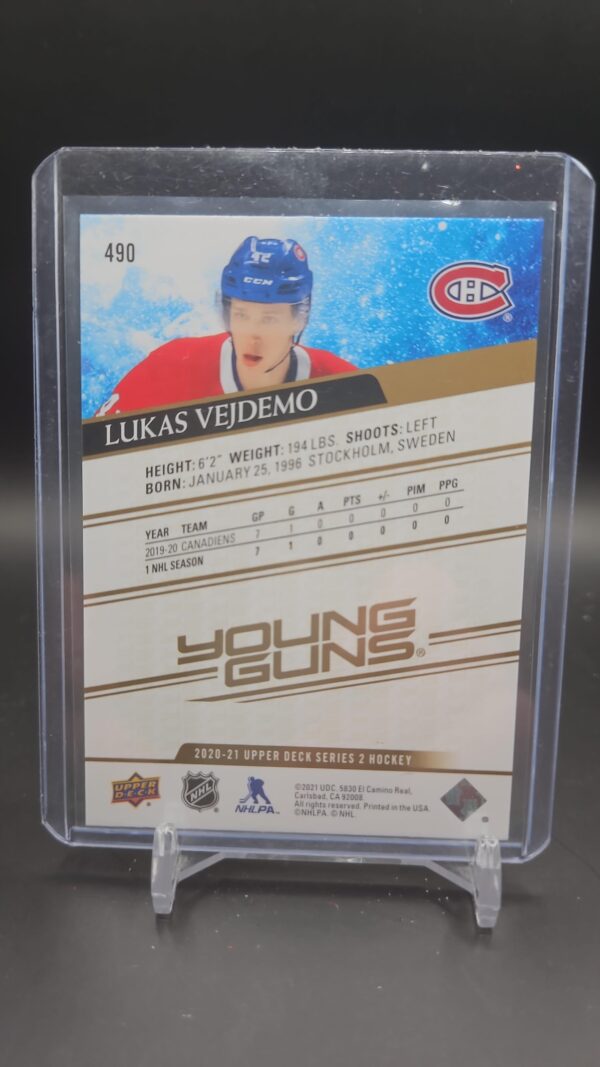 490
42
CCM
LUKAS VEJDEMO
HEIGHT: 6'2" WEIGHT: 194 LBS. SHOOTS: LEFT
BORN: JANUARY 25, 1996 STOCKHOLM, SWEDEN
YEAR TEAM GP G A PTS +/- PIM PPG
2019-20 CANADIENS 7 1 0 0 0 0 0
1 NHL SEASON 7 1 0 0 0 0 0
YOUNG
GUNS®
2020-21 UPPER DECK SERIES 2 HOCKEY
UPPER
DECK
NHL
NHLPA
©2021 UDC. 5830 El Camino Real,
Carlsbad, CA 92008.
All rights reserved. Printed in the USA.
©NHLPA. © NHL.